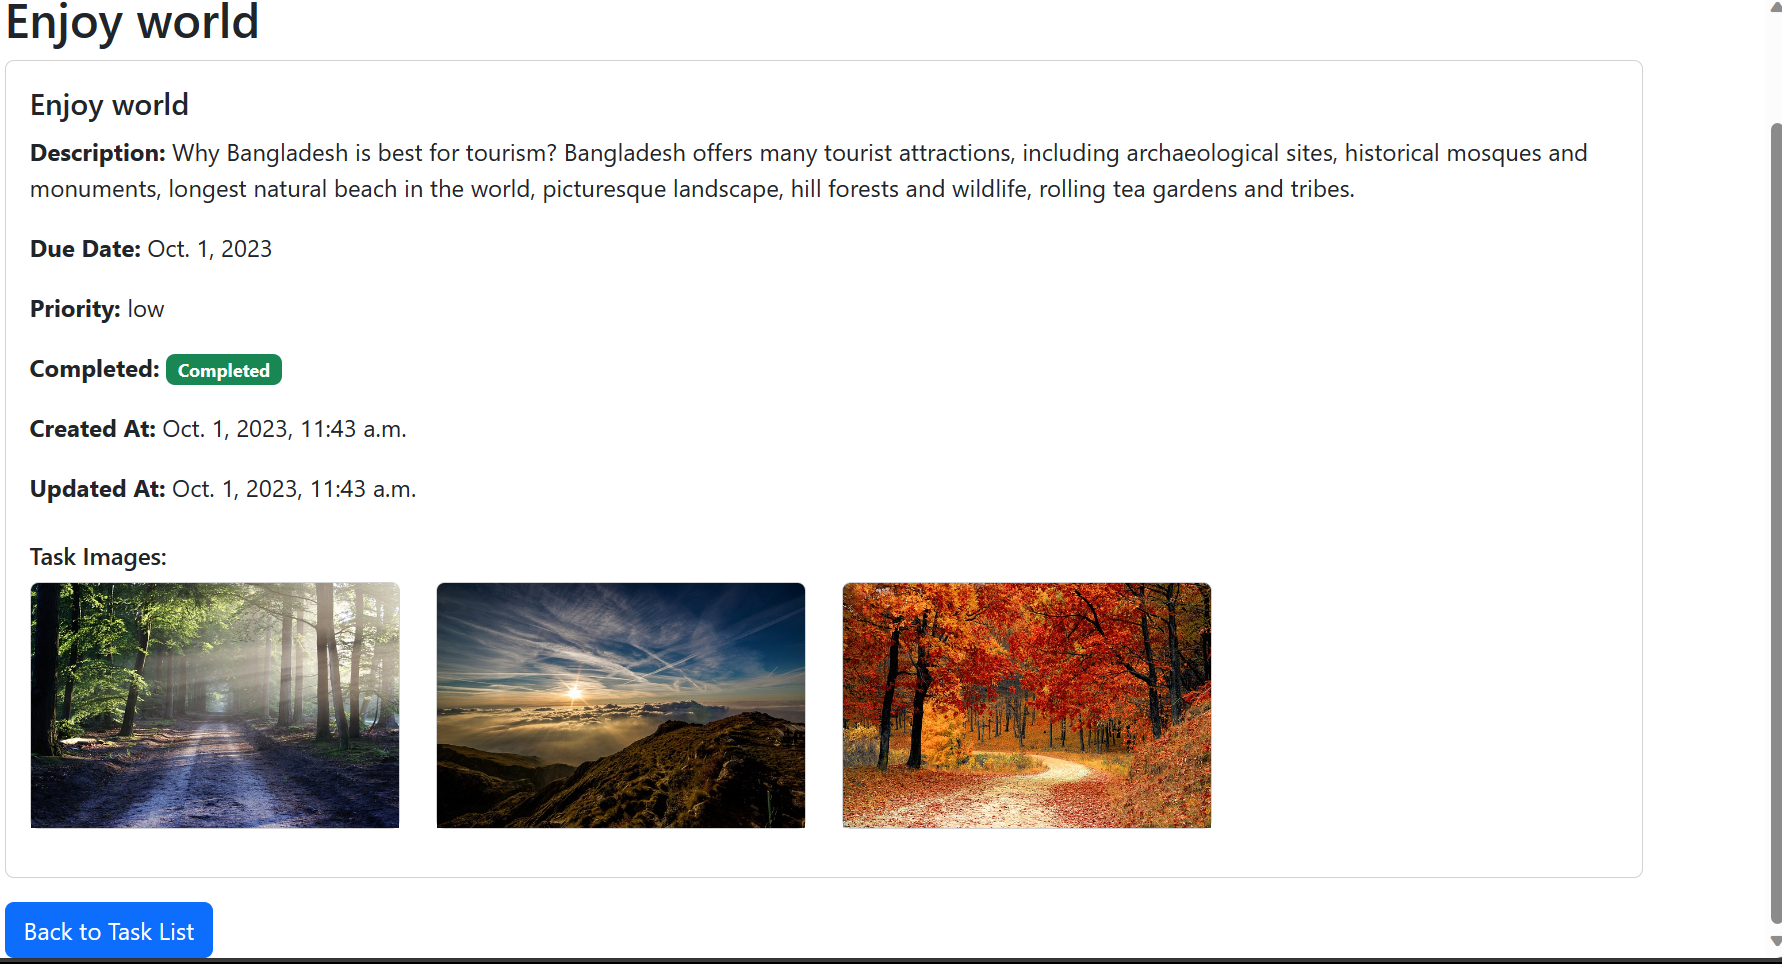 Enjoy world
Enjoy world
Description: Why Bangladesh is best for tourism? Bangladesh offers many tourist attractions, including archaeological sites, historical mosques and
monuments, longest natural beach in the world, picturesque landscape, hill forests and wildlife, rolling tea gardens and tribes.
Due Date: Oct. 1, 2023
Priority: low
Completed: Completed
Created At: Oct. 1, 2023, 11:43 a.m.
Updated At: Oct. 1, 2023, 11:43 a.m.
Task Images:
Back to Task List